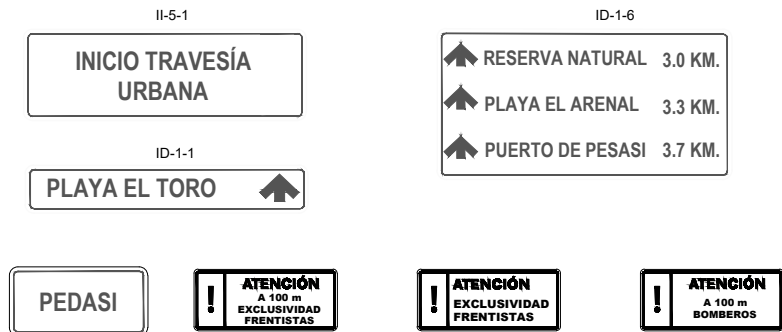 II-5-1
INICIO TRAVESÍA
URBANA
ID-1-6
RESERVA NATURAL 3.0 KM.
PLAYA EL ARENAL 3.3 KM.
PUERTO DE PESASI 3.7 KM.
ID-1-1
PLAYA EL TORO
PEDASI
! ATENCIÓN
A 100 m
EXCLUSIVIDAD
FRENTISTAS
! ATENCIÓN
EXCLUSIVIDAD
FRENTISTAS
! ATENCIÓN
A 100 m
BOMBEROS